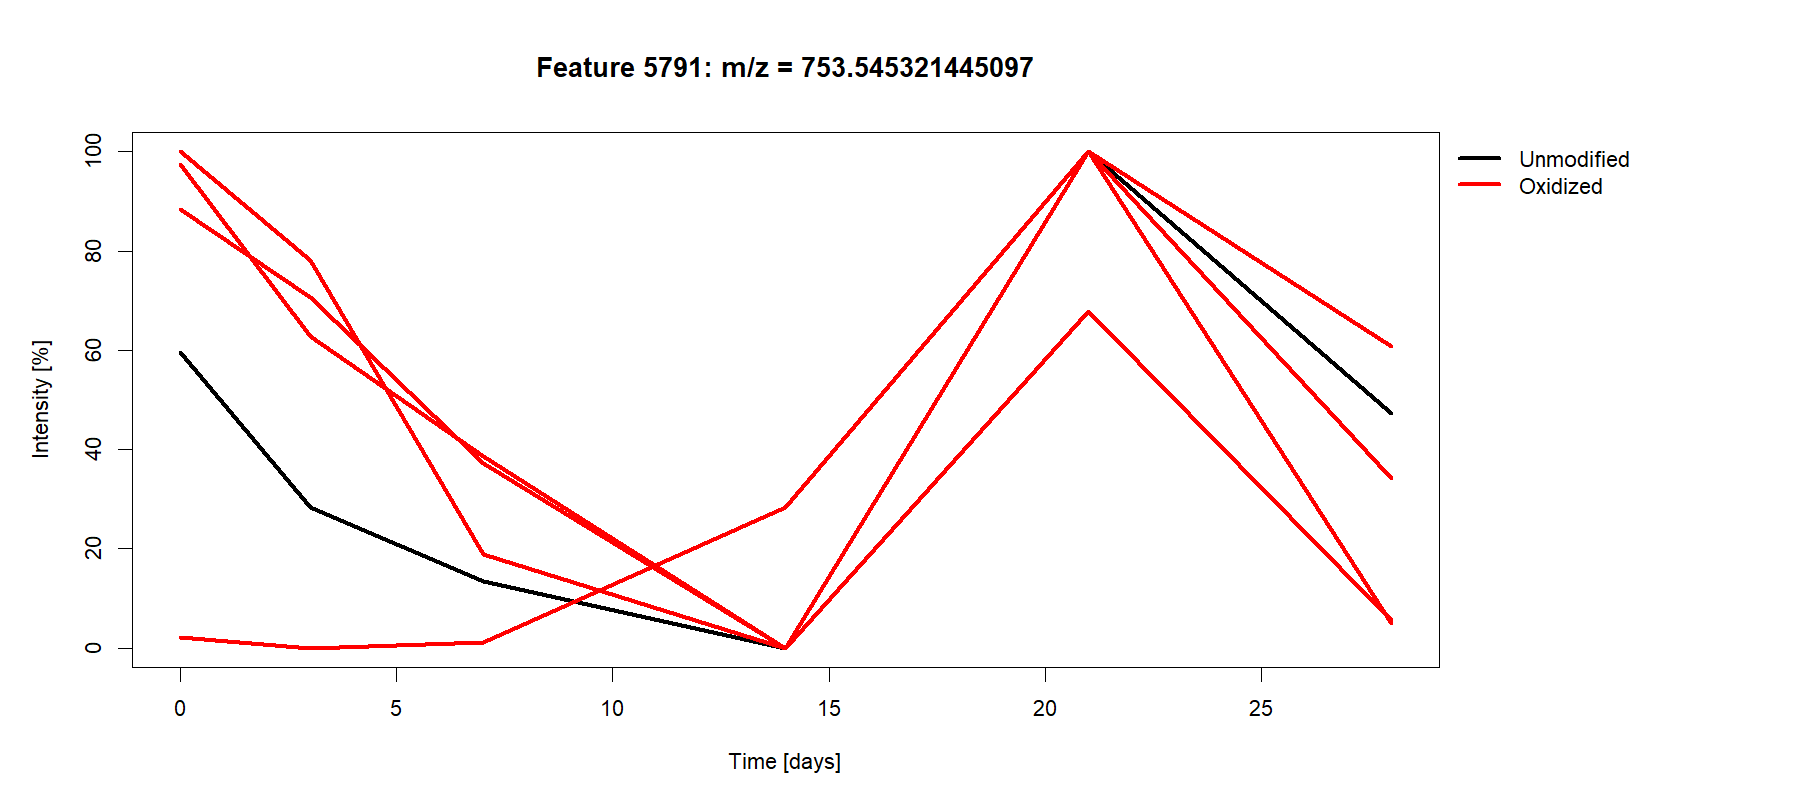 Feature 5791: m/z = 753.545321445097
Unmodified
Oxidized
Intensity [%]
100
80
60
40
20
0
0 5 10 15 20 25
Time [days]